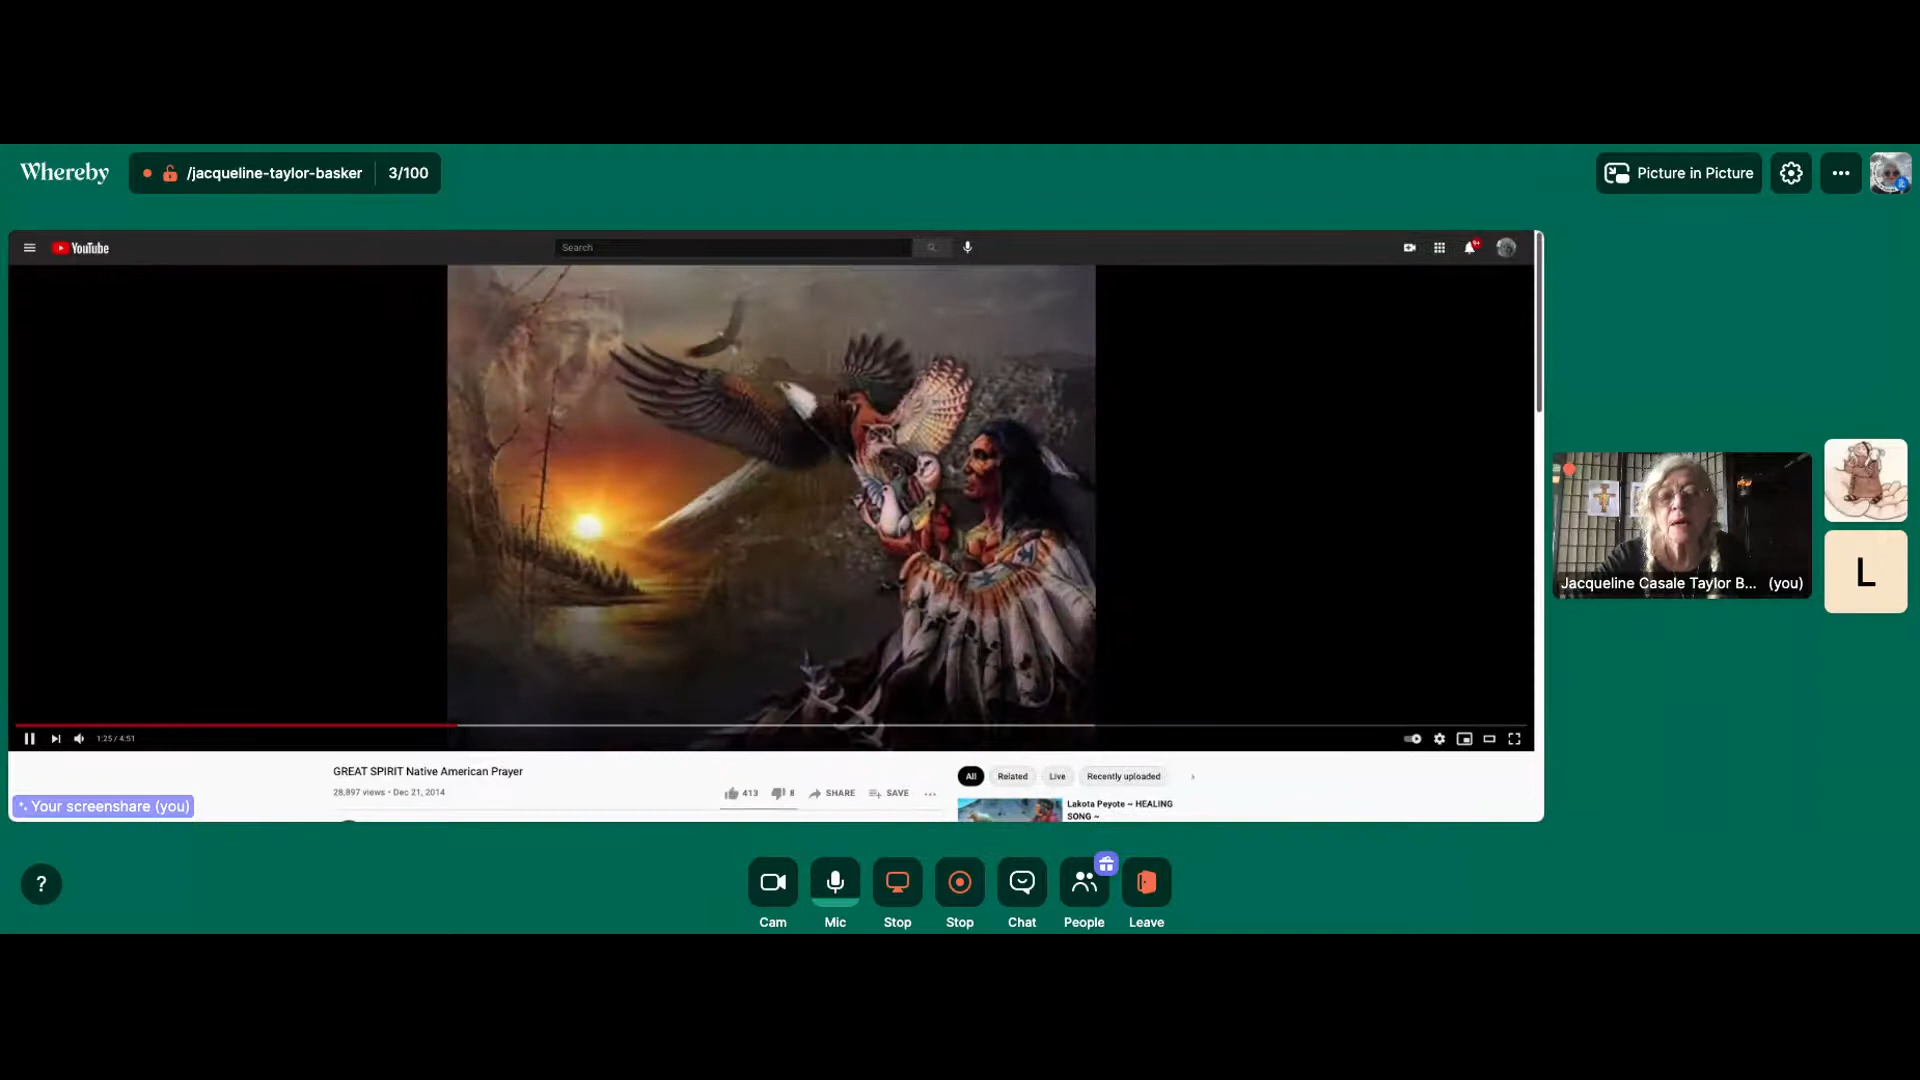 Whereby
/jacqueline-taylor-basker
3/100
Picture in Picture
YouTube
Search
9+
1:25 / 4:51
GREAT SPIRIT Native American Prayer
28,897 views • Dec 21, 2014
413
8
SHARE
SAVE
All
Related
Live
Recently uploaded
Lakota Peyote ~ HEALING
SONG ~
Your screenshare (you)
Jacqueline Casale Taylor B... (you)
L
?
Cam
Mic
Stop
Stop
Chat
People
Leave